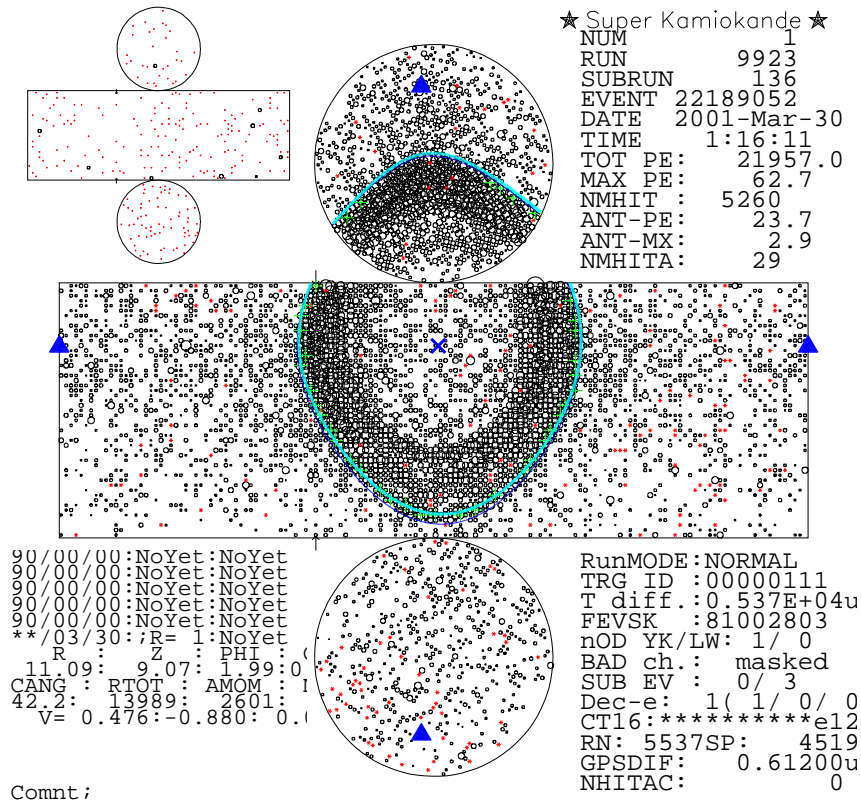 ★ Super Kamiokande ★
NUM 1
RUN 9923
SUBRUN 136
EVENT 22189052
DATE 2001-Mar-30
TIME 1:16:11
TOT PE: 21957.0
MAX PE: 62.7
NMHIT : 5260
ANT-PE: 23.7
ANT-MX: 2.9
NMHITA: 29
90/00/00:NoYet:NoYet
90/00/00:NoYet:NoYet
90/00/00:NoYet:NoYet
90/00/00:NoYet:NoYet
90/00/00:NoYet:NoYet
**/03/30:;R= 1:NoYet
R : Z : PHI :
11.09: 9.07: 1.99:0
CANG : RTOT : AMOM :
42.2: 13989: 2601:
V= 0.476:-0.880: 0.
Comnt;
RunMODE:NORMAL
TRG ID :00000111
T diff.:0.537E+04u
FEVSK :81002803
nOD YK/LW: 1/ 0
BAD ch.: masked
SUB EV : 0/ 3
Dec-e: 1( 1/ 0/ 0
CT16:**********e12
RN: 5537SP: 4519
GPSDIF: 0.61200u
NHITAC: 0